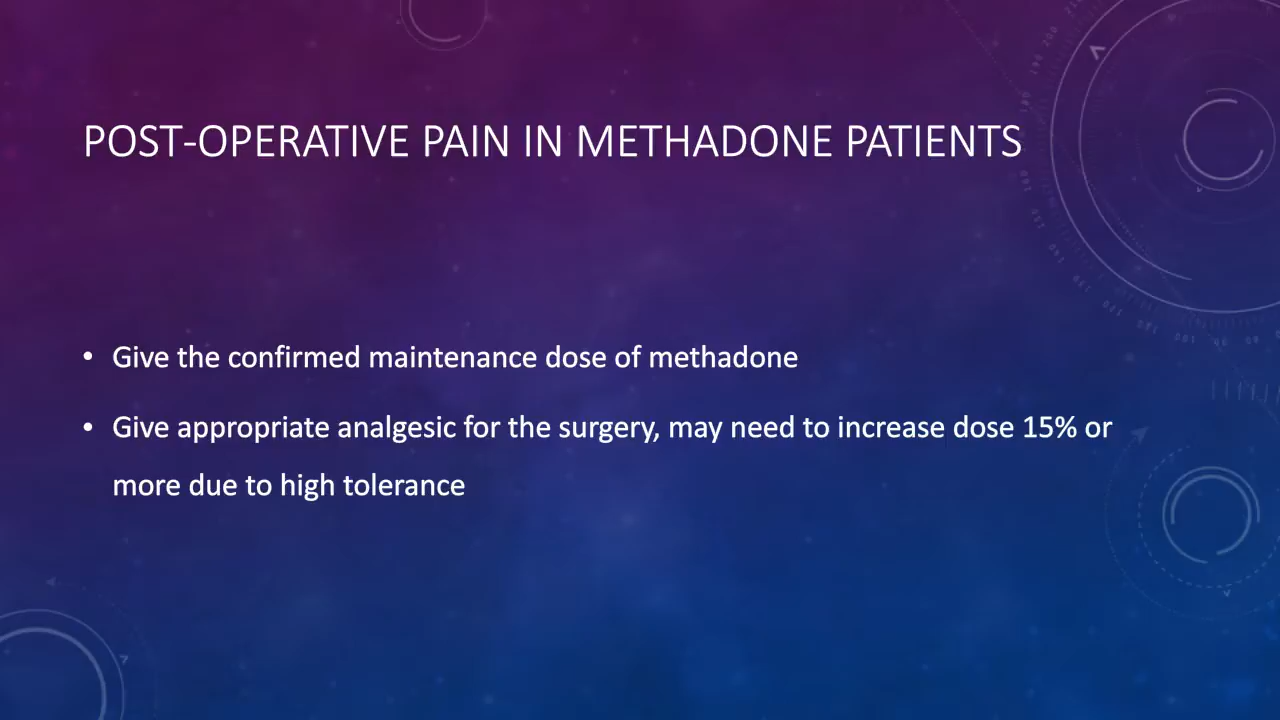 POST-OPERATIVE PAIN IN METHADONE PATIENTS
• Give the confirmed maintenance dose of methadone
• Give appropriate analgesic for the surgery, may need to increase dose 15% or
more due to high tolerance